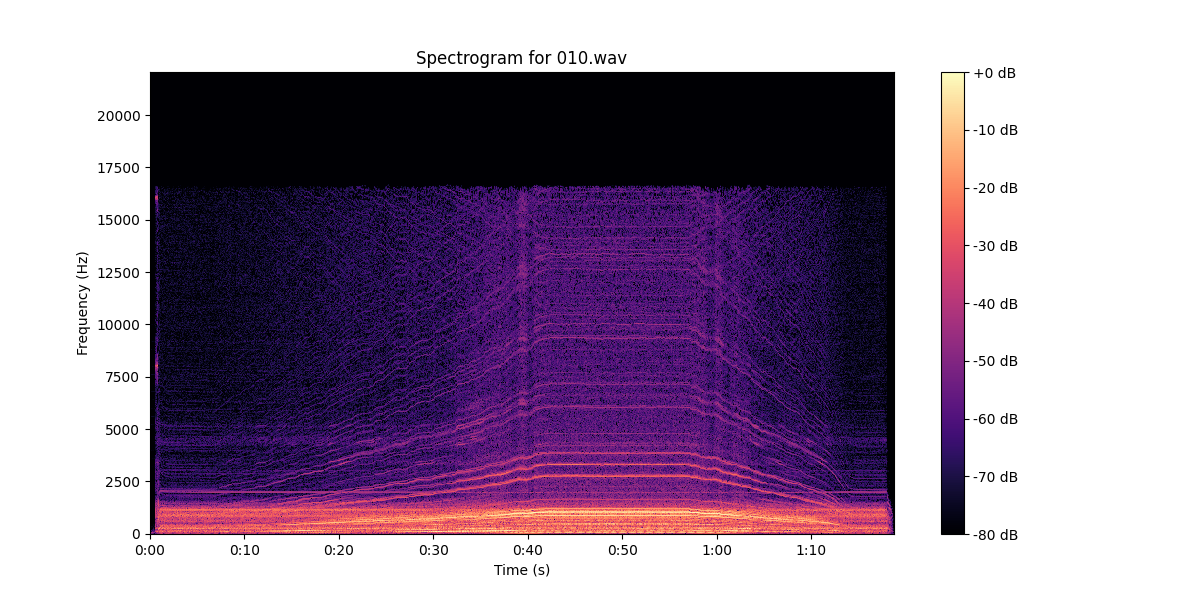 Spectrogram for 010.wav
Frequency (Hz)
20000
17500
15000
12500
10000
7500
5000
2500
0
0:00 0:10 0:20 0:30 0:40 0:50 1:00 1:10
Time (s)
+0 dB
-10 dB
-20 dB
-30 dB
-40 dB
-50 dB
-60 dB
-70 dB
-80 dB